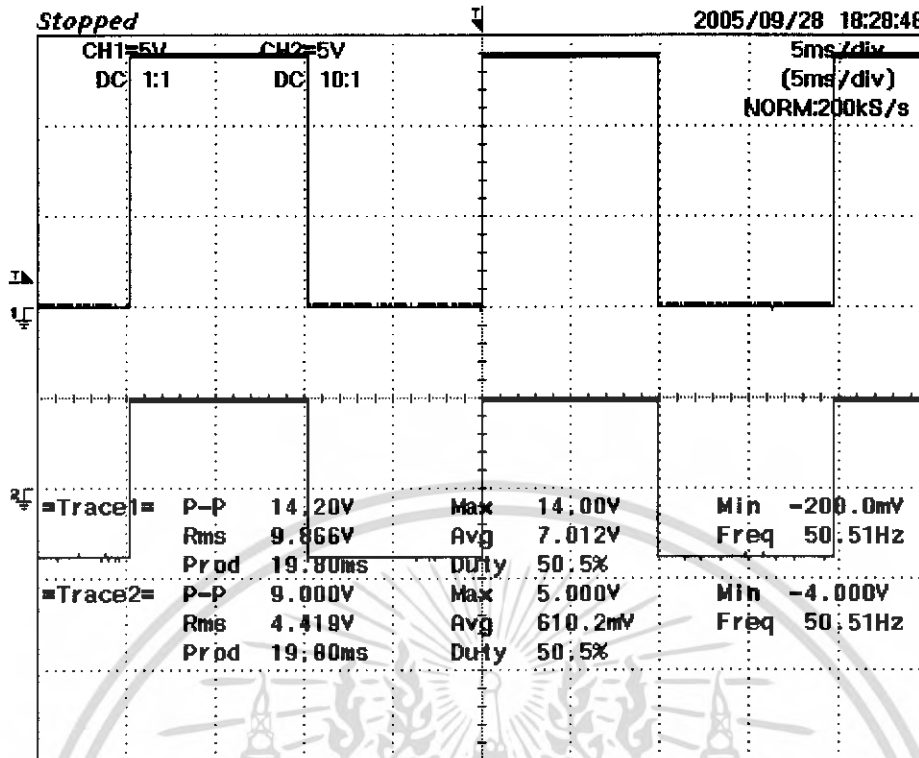 Stopped 2005/09/28 18:28:48
CH1=5V CH2=5V 5ms/div
DC 1:1 DC 10:1 (5ms/div)
NORM:200kS/s
=Trace1= P-P 14.20V Max 14.00V Min -200.0mV
Rms 9.866V Avg 7.012V Freq 50.51Hz
Prod 19.80ms Duty 50.5%
=Trace2= P-P 9.000V Max 5.000V Min -4.000V
Rms 4.419V Avg 610.2mV Freq 50.51Hz
Prod 19.80ms Duty 50.5%